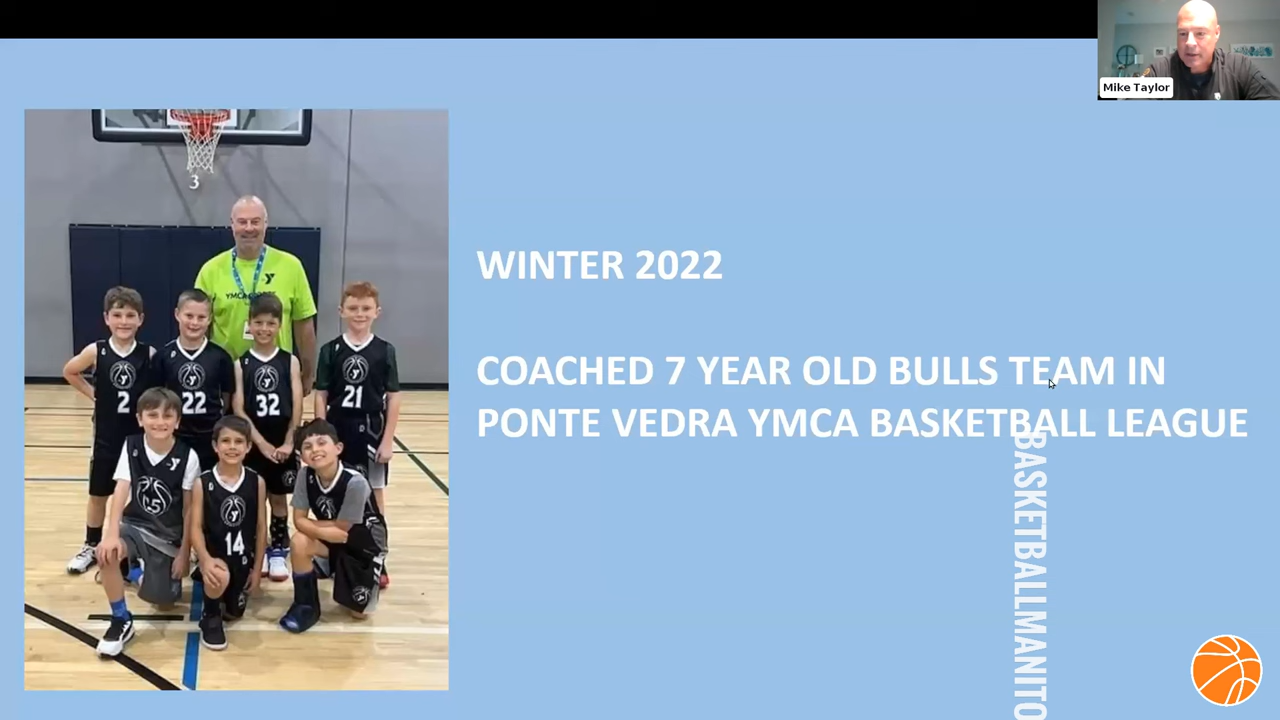 Mike Taylor
WINTER 2022
COACHED 7 YEAR OLD BULLS TEAM IN
PONTE VEDRA YMCA BASKETBALL LEAGUE
BASKETBALLMANITO
3
Y
2
22
32
21
14